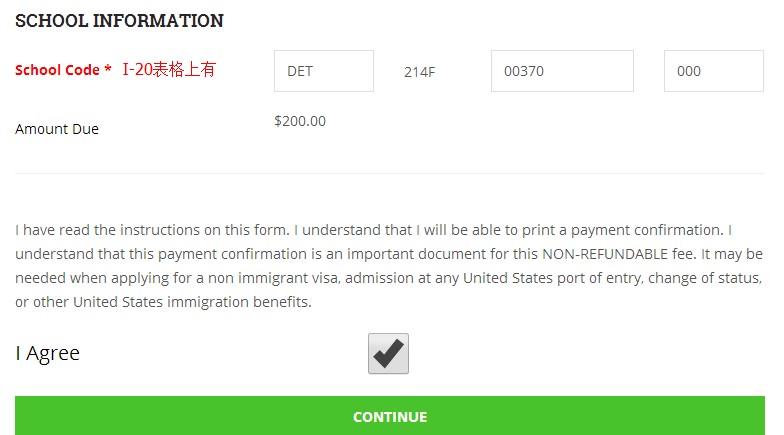 SCHOOL INFORMATION
School Code * I-20表格上有 DET 214F 00370 000
Amount Due $200.00
I have read the instructions on this form. I understand that I will be able to print a payment confirmation. I
understand that this payment confirmation is an important document for this NON-REFUNDABLE fee. It may be
needed when applying for a non immigrant visa, admission at any United States port of entry, change of status,
or other United States immigration benefits.
I Agree
CONTINUE